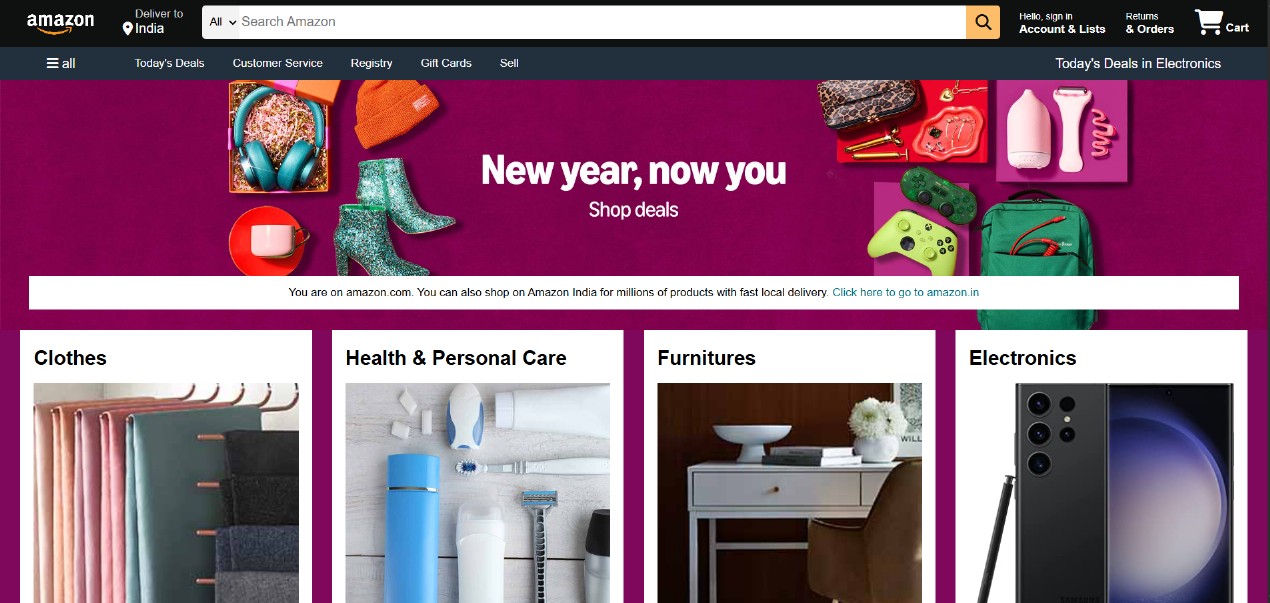 amazon
Deliver to
India
All
Search Amazon
Hello, sign in
Account & Lists
Returns
& Orders
Cart
all
Today's Deals
Customer Service
Registry
Gift Cards
Sell
Today's Deals in Electronics
New year, now you
Shop deals
You are on amazon.com. You can also shop on Amazon India for millions of products with fast local delivery. Click here to go to amazon.in
Clothes
Health & Personal Care
Furnitures
Electronics
WILL
SAMSUNG